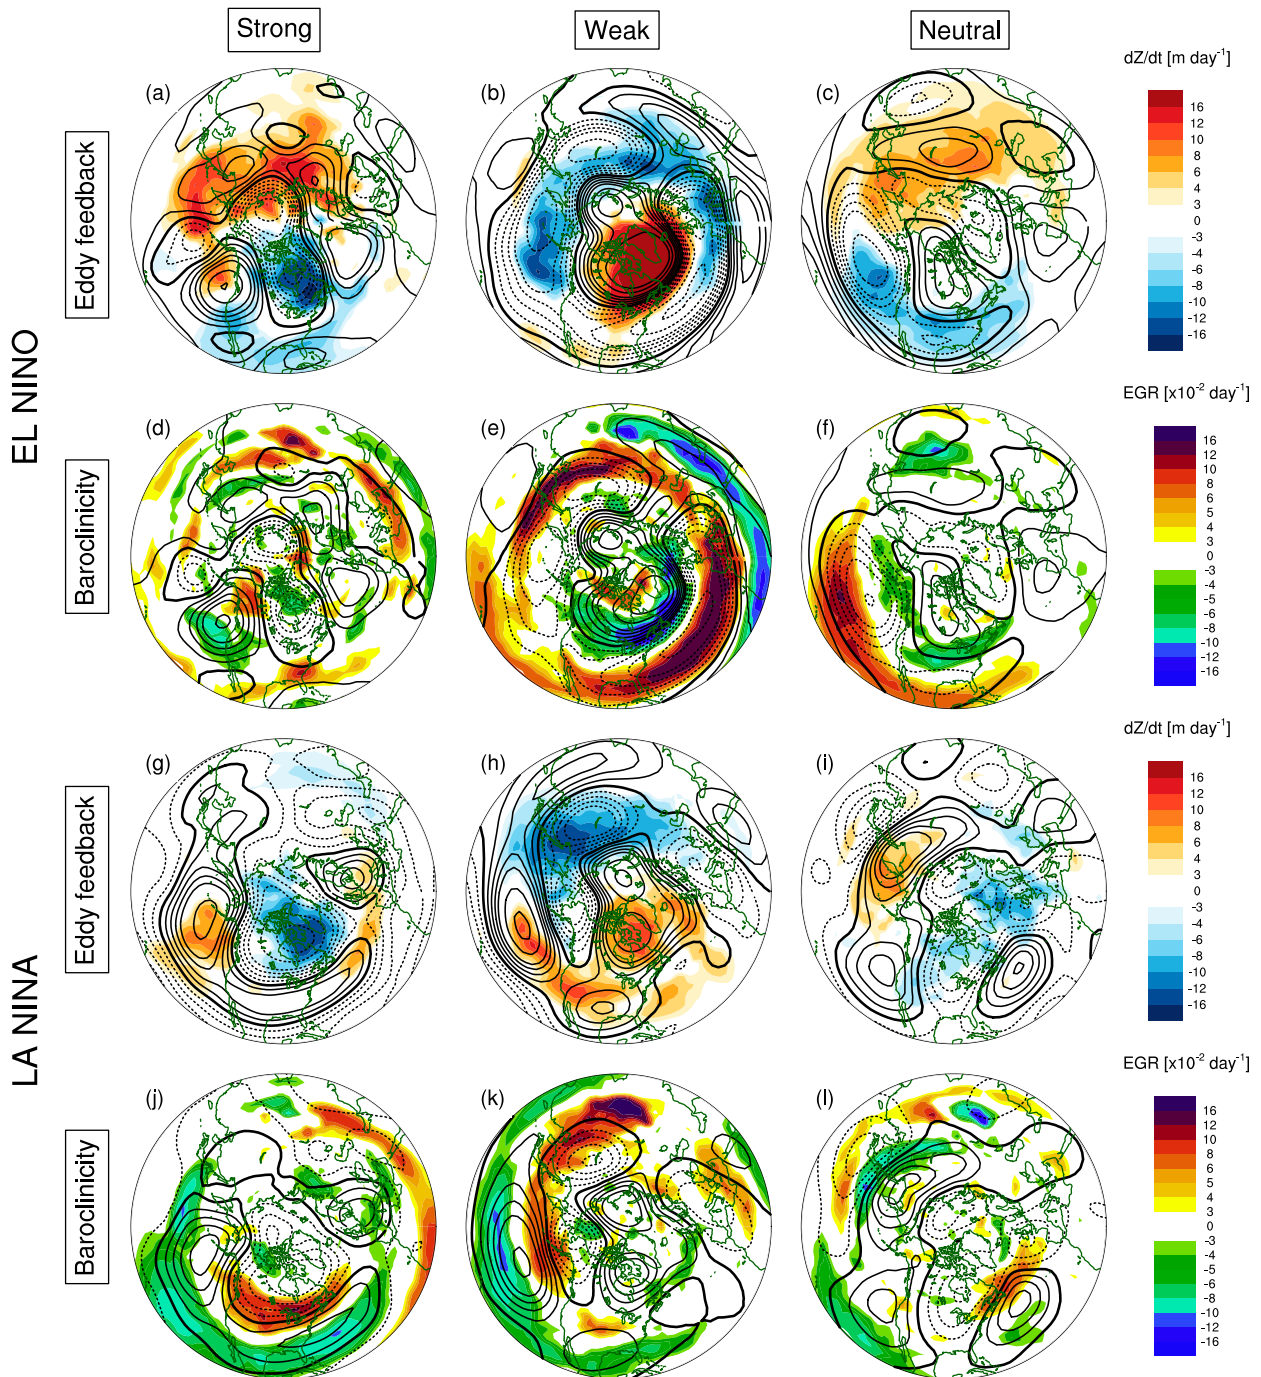 Strong
Weak
Neutral
EL NINO
Eddy feedback
(a)
(b)
(c)
dZ/dt [m day-1]
16
12
10
8
6
4
3
0
-3
-4
-6
-8
-10
-12
-16
Baroclinicity
(d)
(e)
(f)
EGR [x10-2 day-1]
16
12
10
8
6
5
4
3
0
-3
-4
-5
-6
-8
-10
-12
-16
LA NINA
Eddy feedback
(g)
(h)
(i)
dZ/dt [m day-1]
16
12
10
8
6
4
3
0
-3
-4
-6
-8
-10
-12
-16
Baroclinicity
(j)
(k)
(l)
EGR [x10-2 day-1]
16
12
10
8
6
5
4
3
0
-3
-4
-5
-6
-8
-10
-12
-16